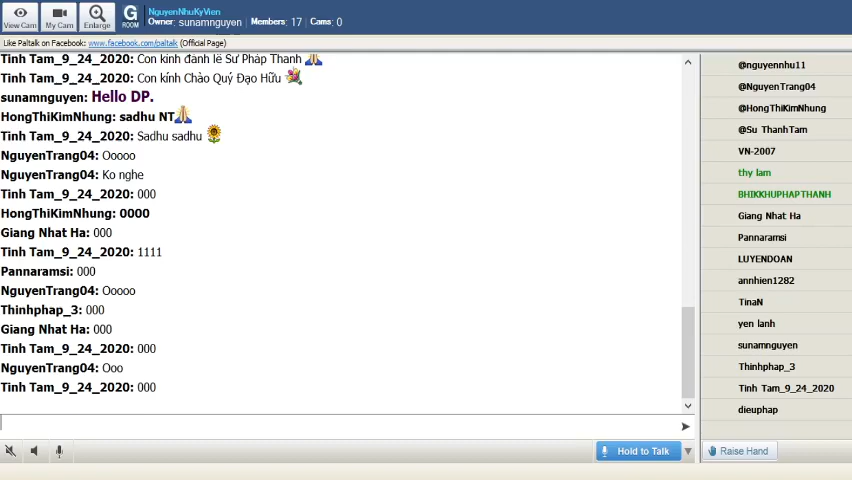 View Cam
My Cam
Enlarge
G
ROOM
NguyenNhuKyVien
Owner: sunamnguyen Members: 17 Cams: 0
Like Paltalk on Facebook: www.facebook.com/paltalk (Official Page)
Tinh Tam_9_24_2020: Con kính đảnh lễ Sư Pháp Thanh
Tinh Tam_9_24_2020: Con kính Chào Quý Đạo Hữu
sunamnguyen: Hello DP.
HongThiKimNhung: sadhu NT
Tinh Tam_9_24_2020: Sadhu sadhu
NguyenTrang04: Ooooo
NguyenTrang04: Ko nghe
Tinh Tam_9_24_2020: 000
HongThiKimNhung: 0000
Giang Nhat Ha: 000
Tinh Tam_9_24_2020: 1111
Pannaramsi: 000
NguyenTrang04: Ooooo
Thinhphap_3: 000
Giang Nhat Ha: 000
Tinh Tam_9_24_2020: 000
NguyenTrang04: Ooo
Tinh Tam_9_24_2020: 000
Hold to Talk
@nguyennhu11
@NguyenTrang04
@HongThiKimNhung
@Su ThanhTam
VN-2007
thy lam
BHIKKHUPHAPTHANH
Giang Nhat Ha
Pannaramsi
LUYENDOAN
annhien1282
TinaN
yen lanh
sunamnguyen
Thinhphap_3
Tinh Tam_9_24_2020
dieuphap
Raise Hand